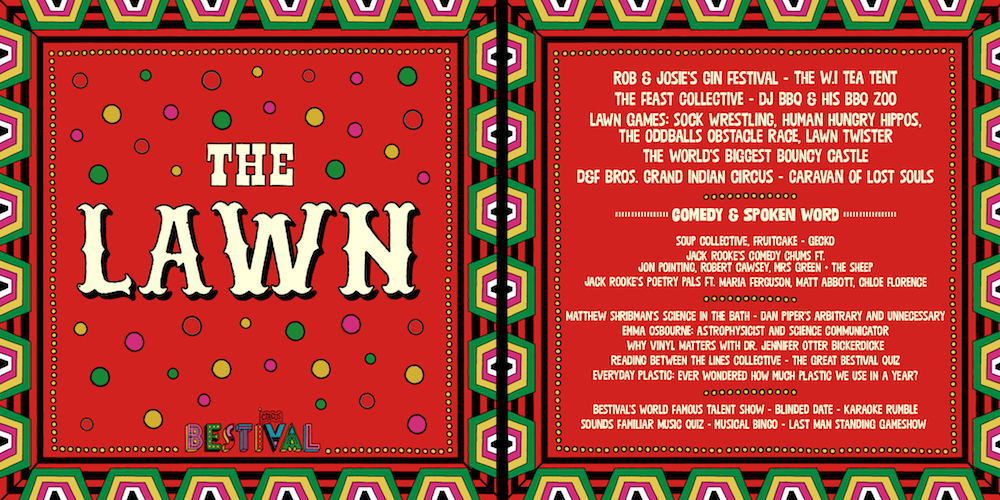 THE
LAWN
CIRCUS
BESTIVAL
ROB & JOSIE'S GIN FESTIVAL - THE W.I TEA TENT
THE FEAST COLLECTIVE - DJ BBQ & HIS BBQ ZOO
LAWN GAMES: SOCK WRESTLING, HUMAN HUNGRY HIPPOS,
THE ODDBALLS OBSTACLE RACE, LAWN TWISTER
THE WORLD'S BIGGEST BOUNCY CASTLE
DGF BROS. GRAND INDIAN CIRCUS - CARAVAN OF LOST SOULS
COMEDY & SPOKEN WORD
SOUP COLLECTIVE, FRUITCAKE - GECKO
JACK ROOKE'S COMEDY CHUMS FT.
JON POINTING, ROBERT CAWSEY, MRS GREEN + THE SHEEP
JACK ROOKE'S POETRY PALS FT. MARIA FERGUSON, MATT ABBOTT, CHLOE FLORENCE
MATTHEW SHRIBMAN'S SCIENCE IN THE BATH - DAN PIPER'S ARBITRARY AND UNNECESSARY
EMMA OSBOURNE: ASTROPHYSICIST AND SCIENCE COMMUNICATOR
WHY VINYL MATTERS WITH DR. JENNIFER OTTER BICKERDICKE
READING BETWEEN THE LINES COLLECTIVE - THE GREAT BESTIVAL QUIZ
EVERYDAY PLASTIC: EVER WONDERED HOW MUCH PLASTIC WE USE IN A YEAR?
BESTIVAL'S WORLD FAMOUS TALENT SHOW - BLINDED DATE - KARAOKE RUMBLE
SOUNDS FAMILIAR MUSIC QUIZ - MUSICAL BINGO - LAST MAN STANDING GAMESHOW